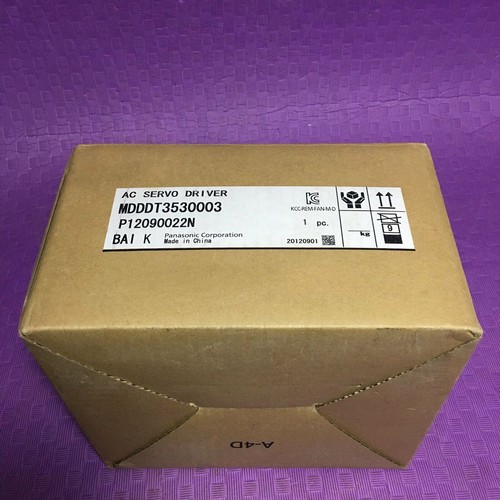 AC SERVO DRIVER
MDDDT3530003
P12090022N
BAI K Panasonic Corporation
Made in China
KCC-REM-FAN-M-D
1 pc.
20120901
kg
9
A-4D